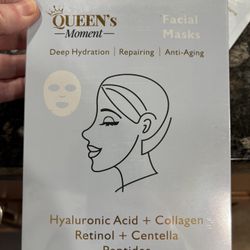 QUEEN's
Moment
Facial
Masks
Deep Hydration | Repairing | Anti-Aging
Hyaluronic Acid + Collagen
Retinol + Centella
Peptides